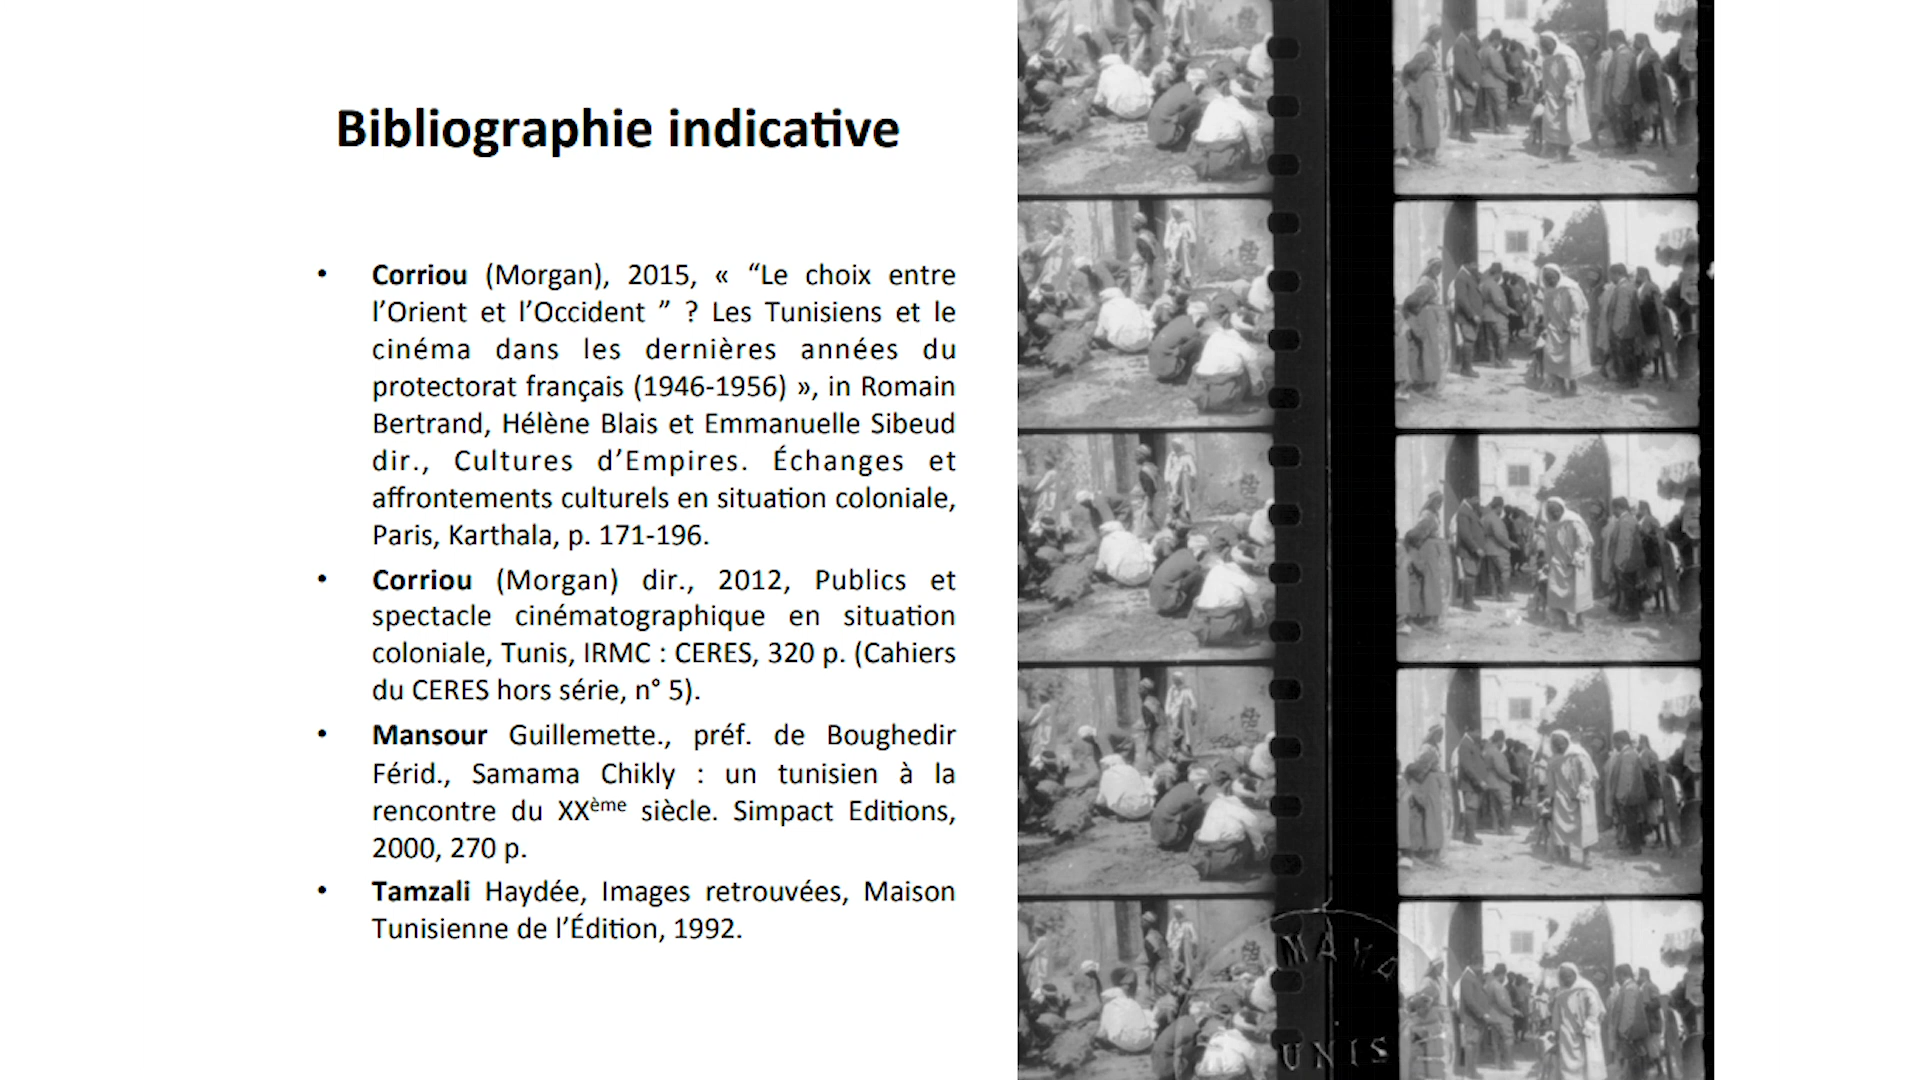 Bibliographie indicative
• Corriou (Morgan), 2015, « “Le choix entre
l’Orient et l’Occident ” ? Les Tunisiens et le
cinéma dans les dernières années du
protectorat français (1946-1956) », in Romain
Bertrand, Hélène Blais et Emmanuelle Sibeud
dir., Cultures d’Empires. Échanges et
affrontements culturels en situation coloniale,
Paris, Karthala, p. 171-196.
• Corriou (Morgan) dir., 2012, Publics et
spectacle cinématographique en situation
coloniale, Tunis, IRMC : CERES, 320 p. (Cahiers
du CERES hors série, n° 5).
• Mansour Guillemette., préf. de Boughedir
Férid., Samama Chikly : un tunisien à la
rencontre du XXème siècle. Simpact Editions,
2000, 270 p.
• Tamzali Haydée, Images retrouvées, Maison
Tunisienne de l’Édition, 1992.
UNIS